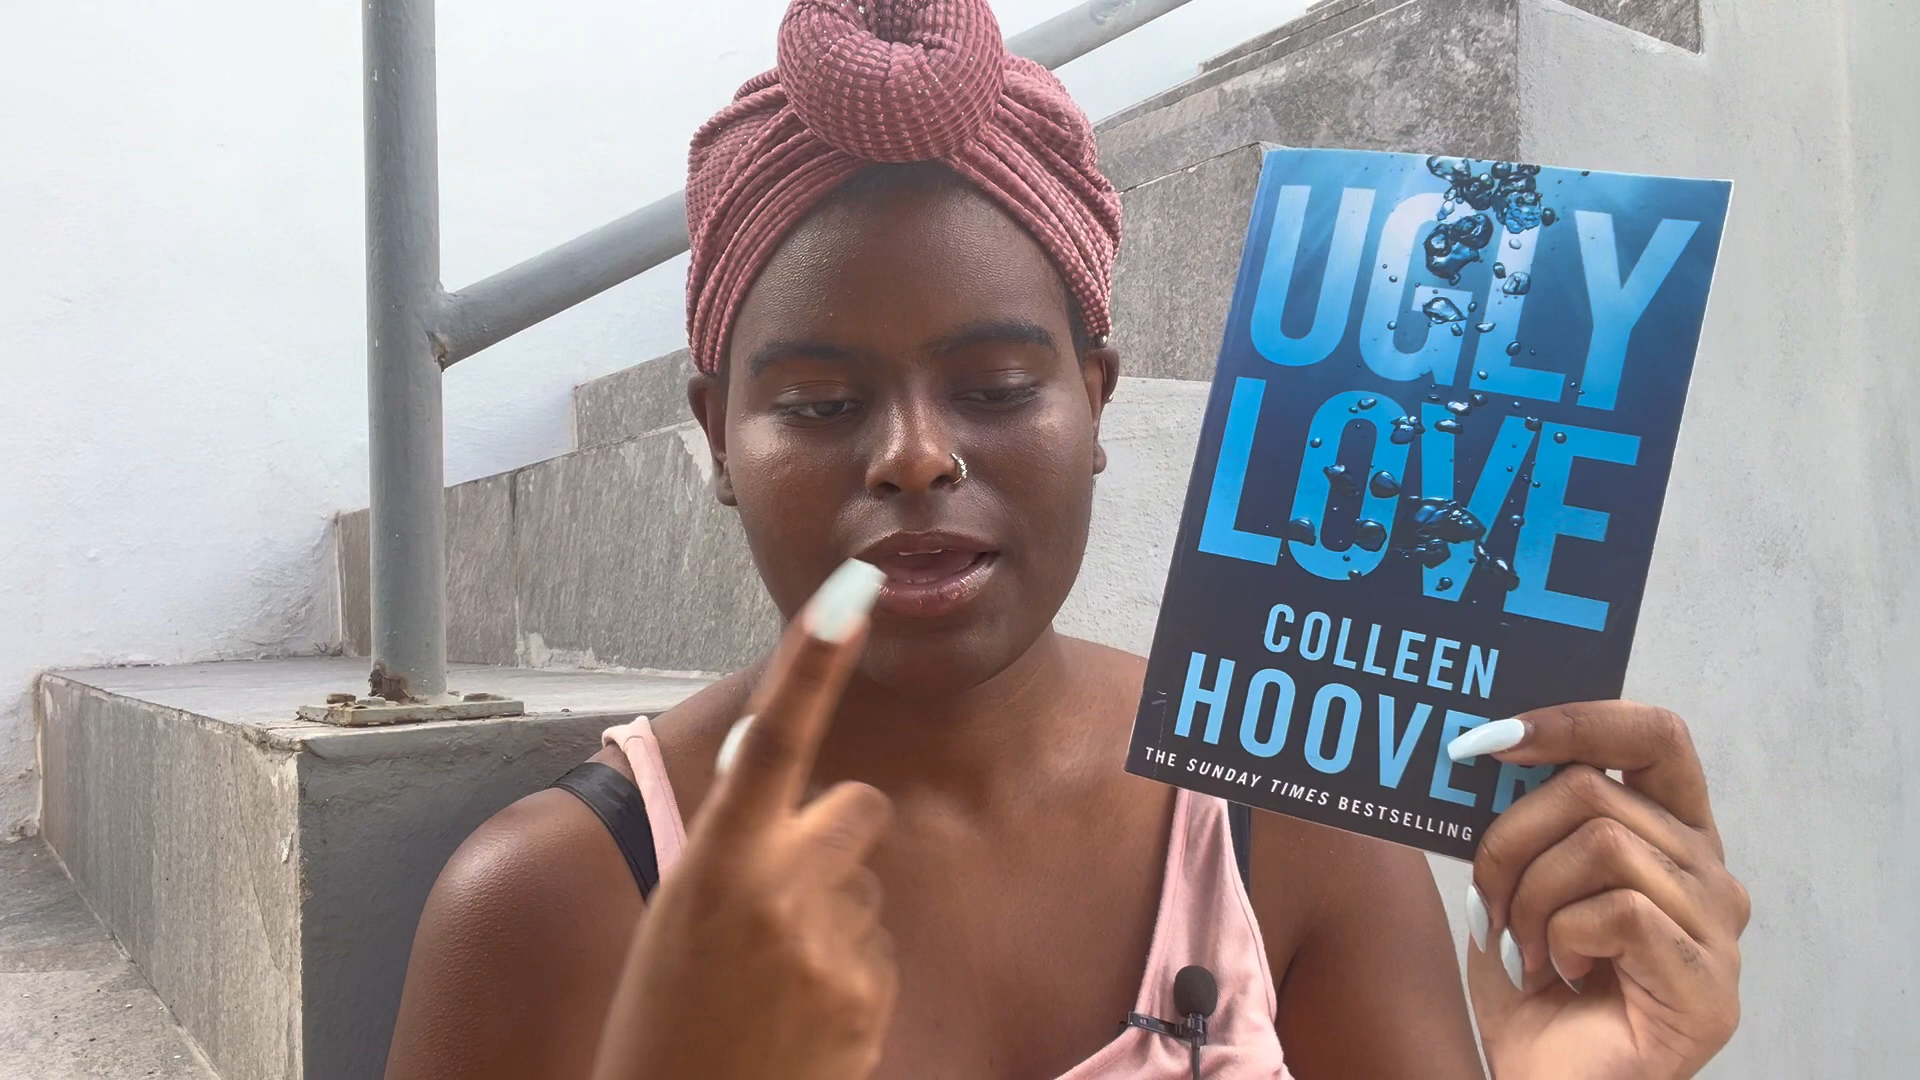 UGLY
LOVE
COLLEEN
HOOVER
THE SUNDAY TIMES BESTSELLING